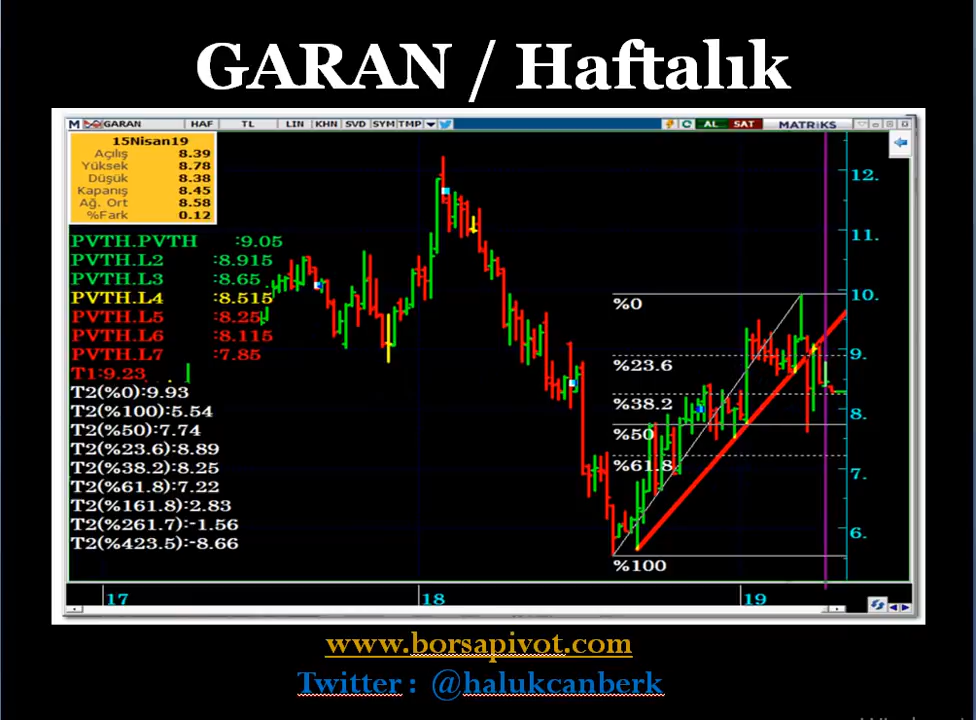 GARAN / Haftalık
M GARAN HAF TL LIN KHN SVD SYM TMP AL SAT MATRiKS
15Nisan19
Açılış 8.39
Yüksek 8.78
Düşük 8.38
Kapanış 8.45
Ağ. Ort 8.58
%Fark 0.12
PVTH.PVTH :9.05
PVTH.L2 :8.915
PVTH.L3 :8.65
PVTH.L4 :8.515
PVTH.L5 :8.25
PVTH.L6 :8.115
PVTH.L7 :7.85
T1:9.23
T2(%0):9.93
T2(%100):5.54
T2(%50):7.74
T2(%23.6):8.89
T2(%38.2):8.25
T2(%61.8):7.22
T2(%161.8):2.83
T2(%261.7):-1.56
T2(%423.5):-8.66
%0
%23.6
%38.2
%50
%61.8
%100
12.
11.
10.
9.
8.
7.
6.
17 18 19
www.borsapivot.com
Twitter : @halukcanberk